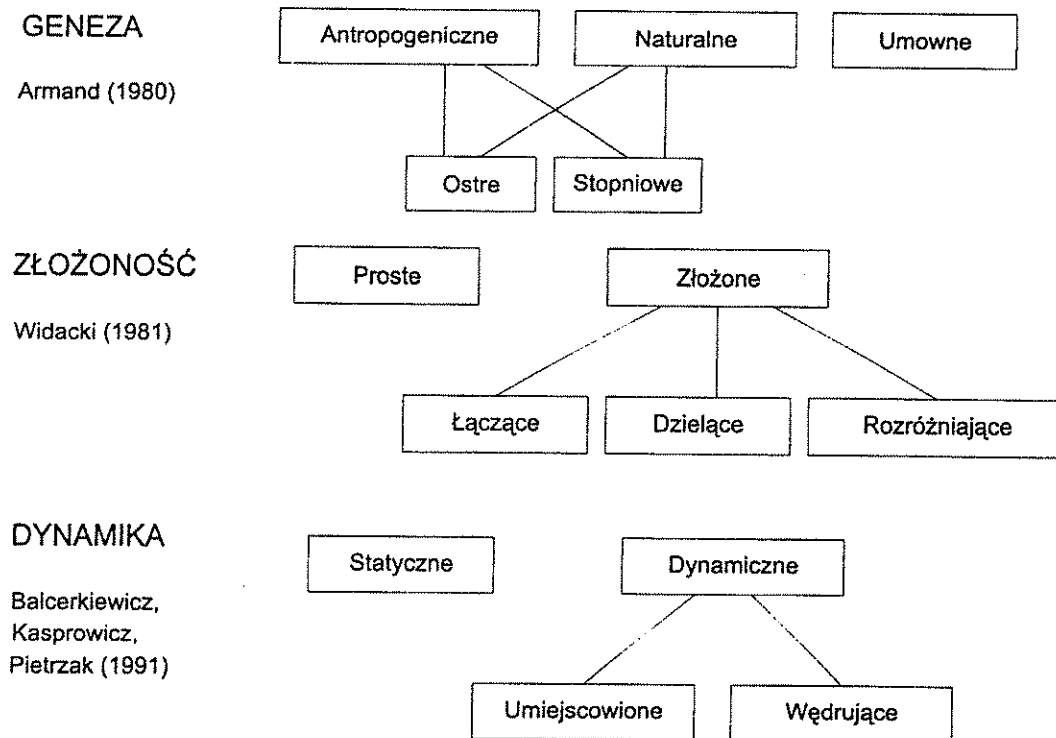 GENEZA
Antropogeniczne
Naturalne
Umowne
Armand (1980)
Ostre
Stopniowe
ZŁOŻONOŚĆ
Proste
Złożone
Widacki (1981)
Łączące
Dzielące
Rozróżniające
DYNAMIKA
Statyczne
Dynamiczne
Balcerkiewicz,
Kasprowicz,
Pietrzak (1991)
Umiejscowione
Wędrujące